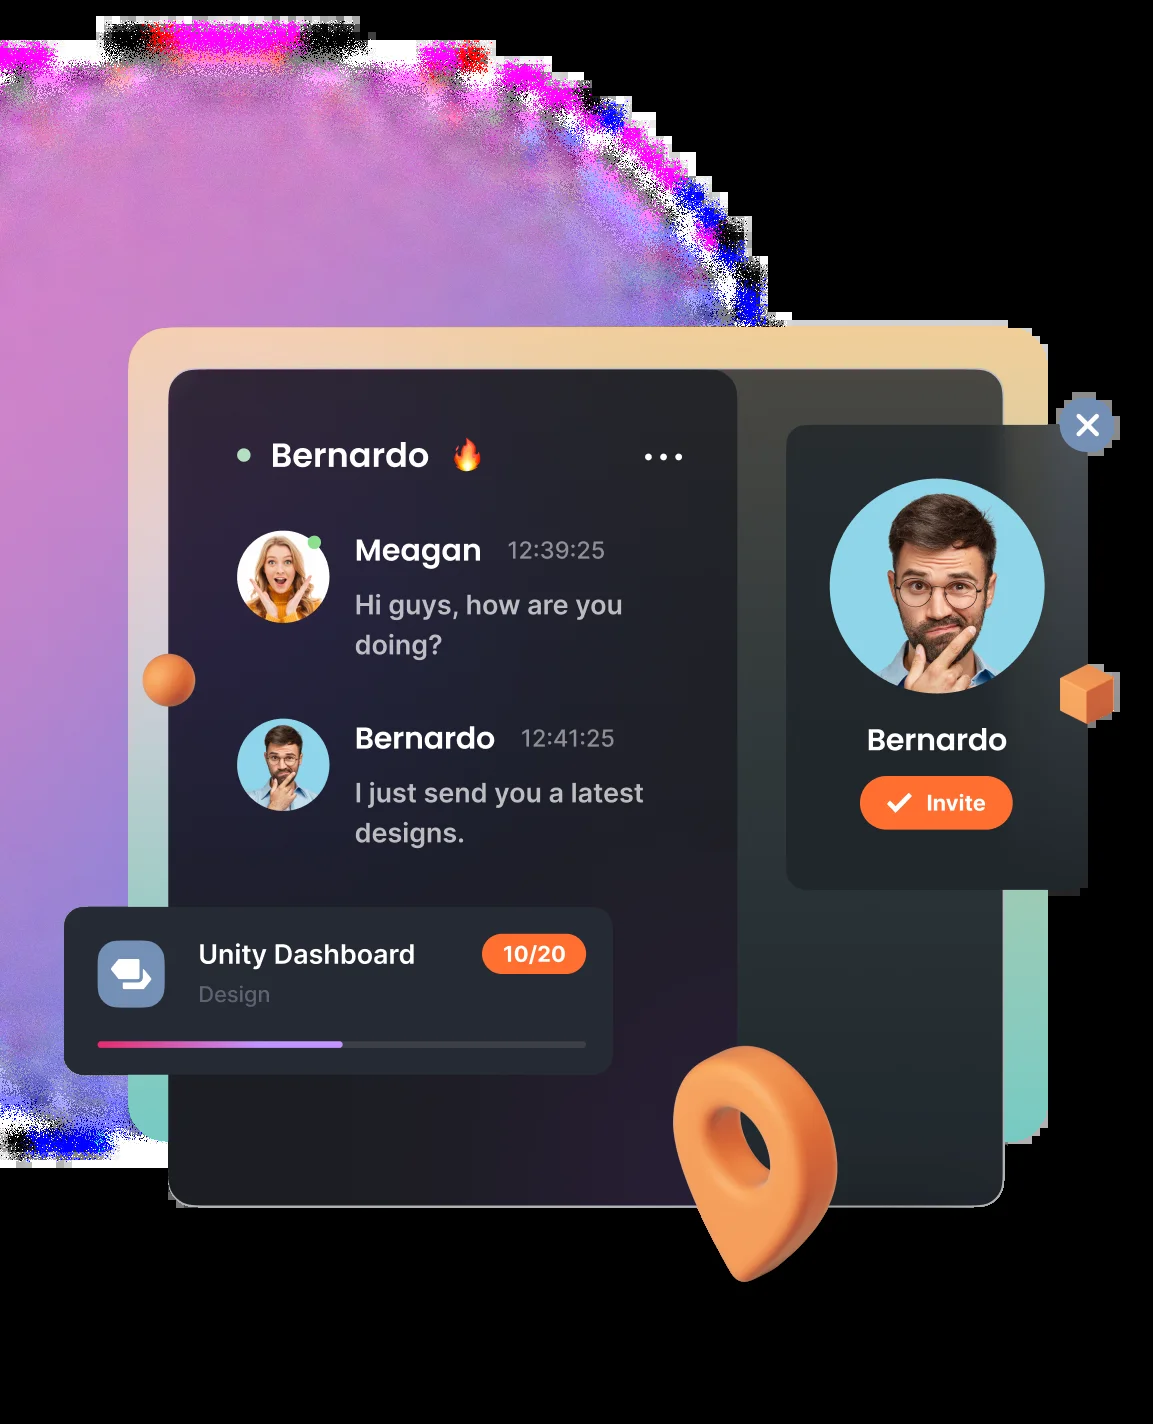 Bernardo 🔥
Meagan 12:39:25
Hi guys, how are you
doing?
Bernardo 12:41:25
I just send you a latest
designs.
Bernardo
Invite
Unity Dashboard 10/20
Design